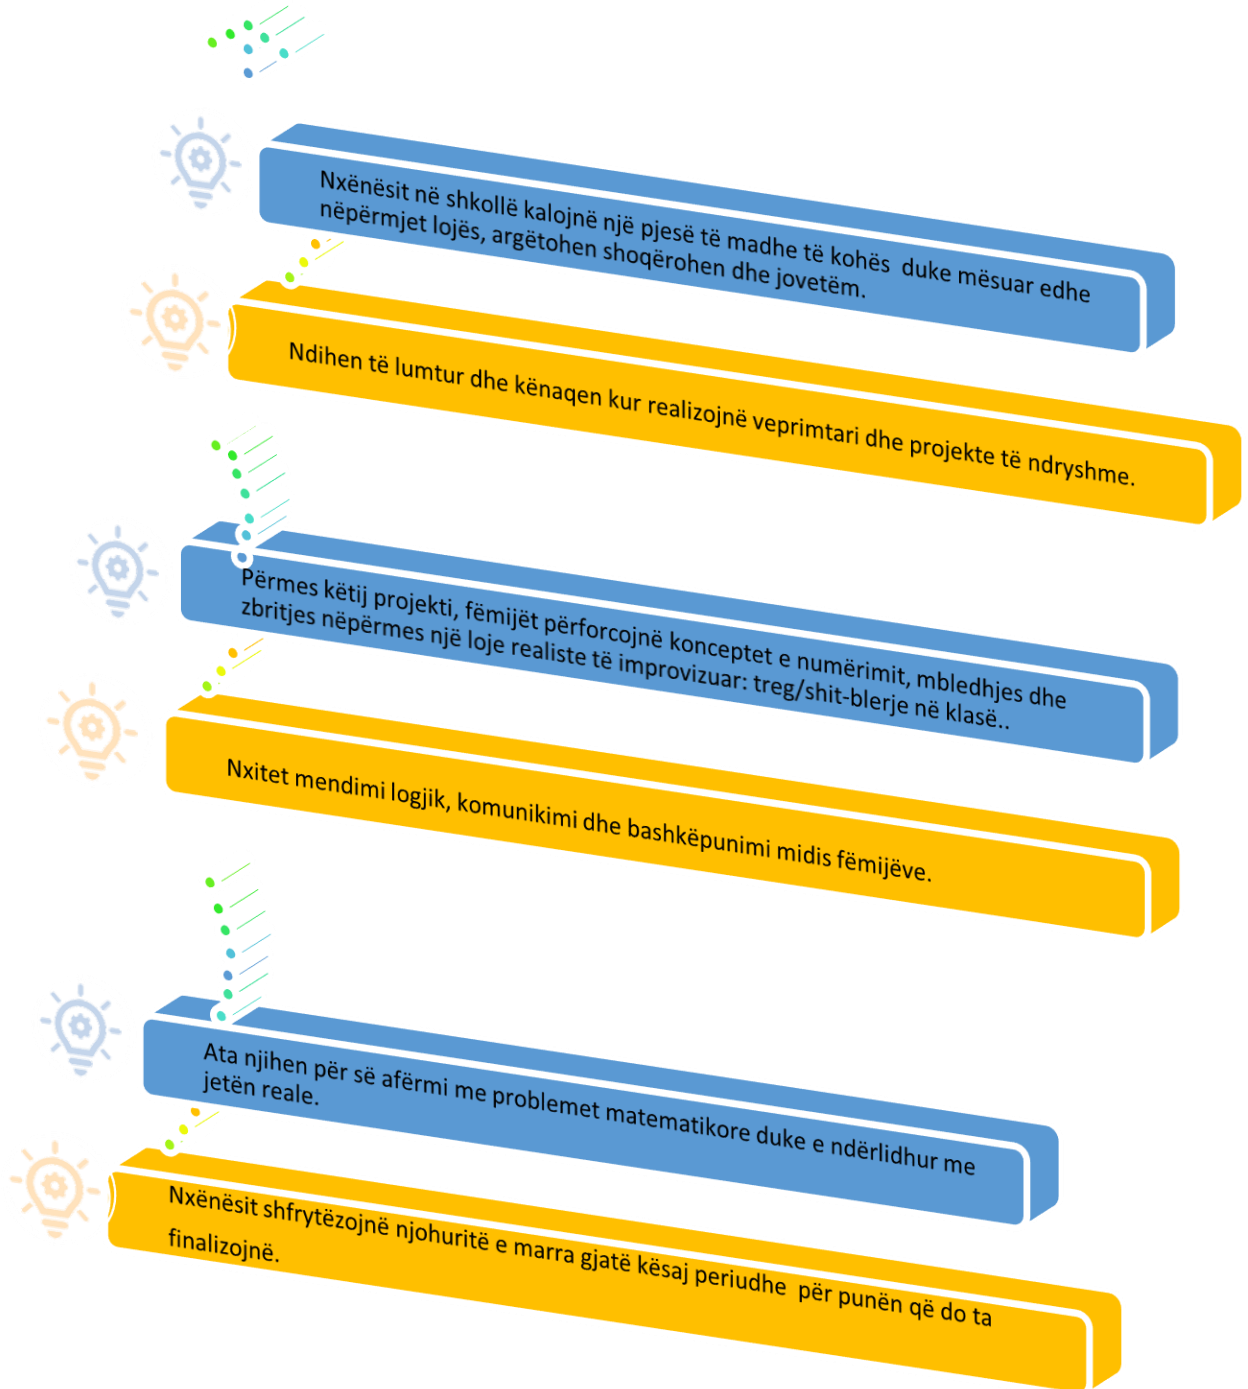 Nxënësit në shkollë kalojnë një pjesë të madhe të kohës duke mësuar edhe
nëpërmjet lojës, argëtohen shoqërohen dhe jovetëm.
Ndihen të lumtur dhe kënaqen kur realizojnë veprimtari dhe projekte të ndryshme.
Përmes këtij projekti, fëmijët përforcojnë konceptet e numërimit, mbledhjes dhe
zbritjes nëpërmes një loje realiste të improvizuar: treg/shit-blerje në klasë..
Nxitet mendimi logjik, komunikimi dhe bashkëpunimi midis fëmijëve.
Ata njihen për së afërmi me problemet matematikore duke e ndërlidhur me
jetën reale.
Nxënësit shfrytëzojnë njohuritë e marra gjatë kësaj periudhe për punën që do ta
finalizojnë.